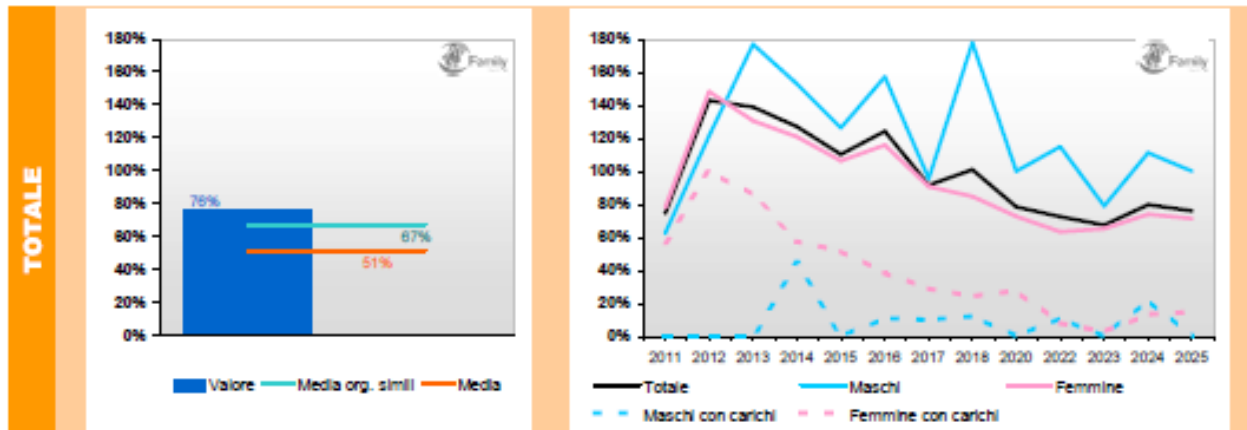 TOTALE
180%
160%
140%
120%
100%
80%
60%
40%
20%
0%
Family
76%
67%
51%
Valore
Media org. simili
Media
180%
160%
140%
120%
100%
80%
60%
40%
20%
0%
Family
2011 2012 2013 2014 2015 2016 2017 2018 2020 2022 2023 2024 2025
Totale Maschi Femmine
Maschi con carichi Femmine con carichi